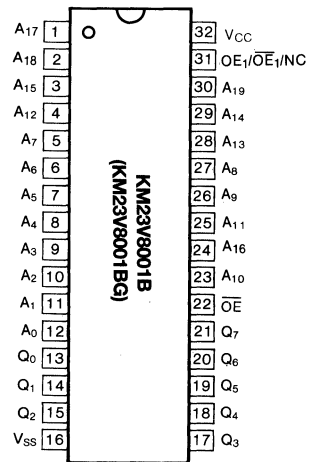 A17 1 32 VCC
A18 2 31 OE1/O̅E̅1/NC
A15 3 30 A19
A12 4 29 A14
A7 5 28 A13
A6 6 27 A8
A5 7 26 A9
A4 8 25 A11
A3 9 24 A16
A2 10 23 A10
A1 11 22 O̅E̅
A0 12 21 Q7
Q0 13 20 Q6
Q1 14 19 Q5
Q2 15 18 Q4
VSS 16 17 Q3
KM23V8001B
(KM23V8001BG)